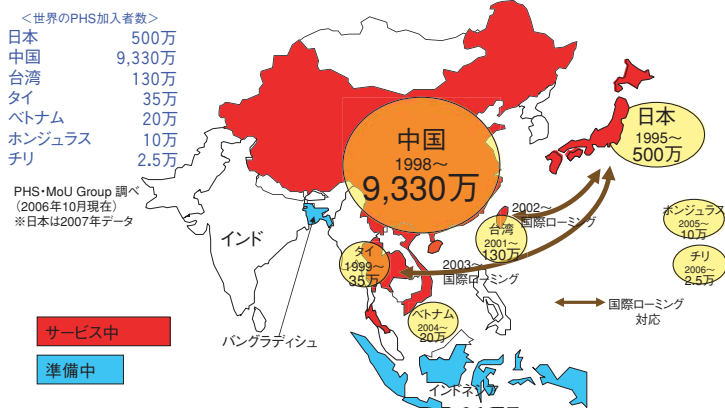 ＜世界のPHS加入者数＞
日本 500万
中国 9,330万
台湾 130万
タイ 35万
ベトナム 20万
ホンジュラス 10万
チリ 2.5万
PHS・MoU Group 調べ
（2006年10月現在）
※日本は2007年データ
中国
1998～
9,330万
日本
1995～
500万
2002～
国際ローミング
台湾
2001～
130万
ホンジュラス
2005～
10万
チリ
2006～
2.5万
インド
タイ
1999～
35万
2003～
国際ローミング
ベトナム
2004～
20万
国際ローミング
対応
バングラディシュ
サービス中
準備中
インドネシア